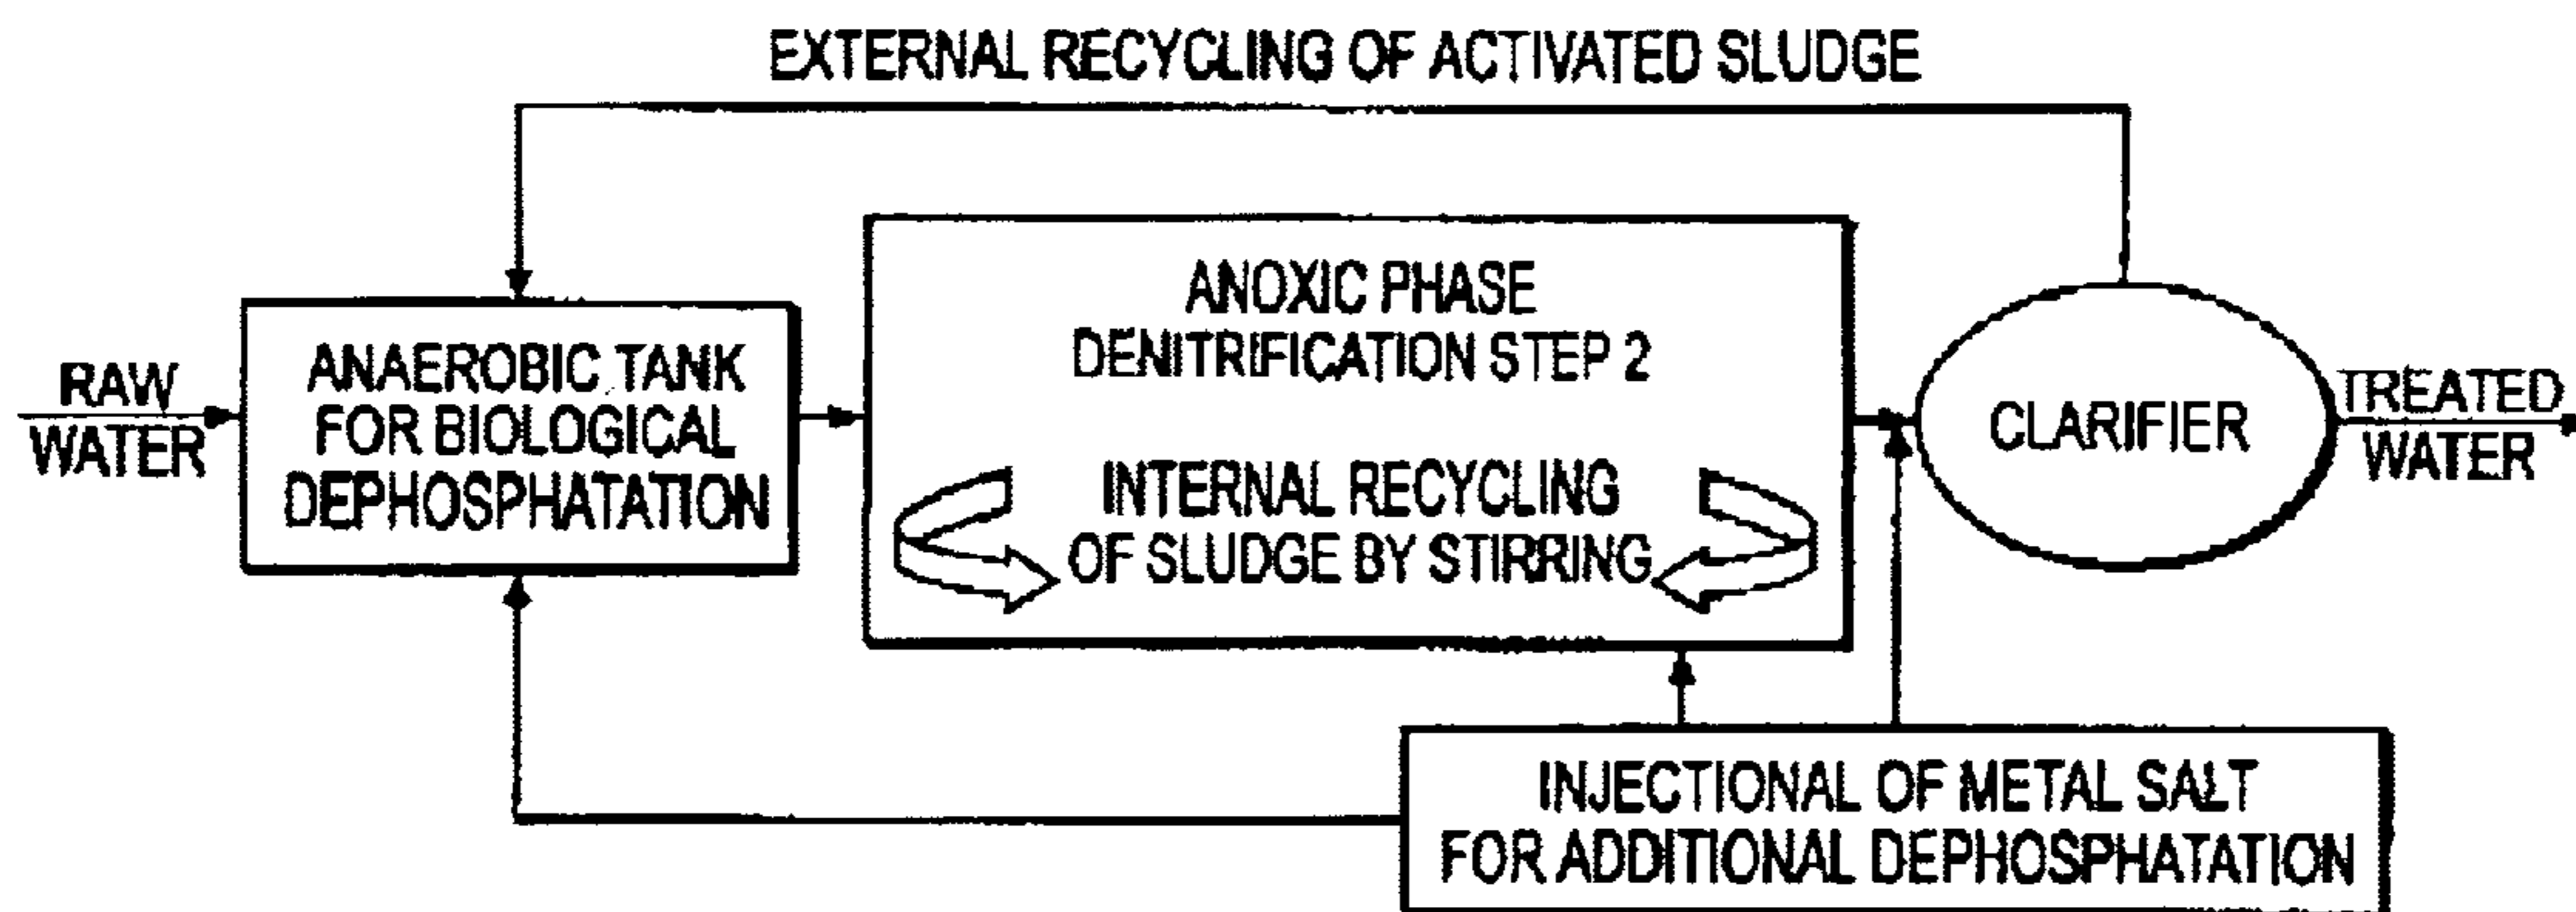 EXTERNAL RECYCLING OF ACTIVATED SLUDGE
RAW
WATER
ANAEROBIC TANK
FOR BIOLOGICAL
DEPHOSPHATATION
ANOXIC PHASE
DENITRIFICATION STEP 2
INTERNAL RECYCLING
OF SLUDGE BY STIRRING
CLARIFIER
TREATED
WATER
INJECTIONAL OF METAL SALT
FOR ADDITIONAL DEPHOSPHATATION